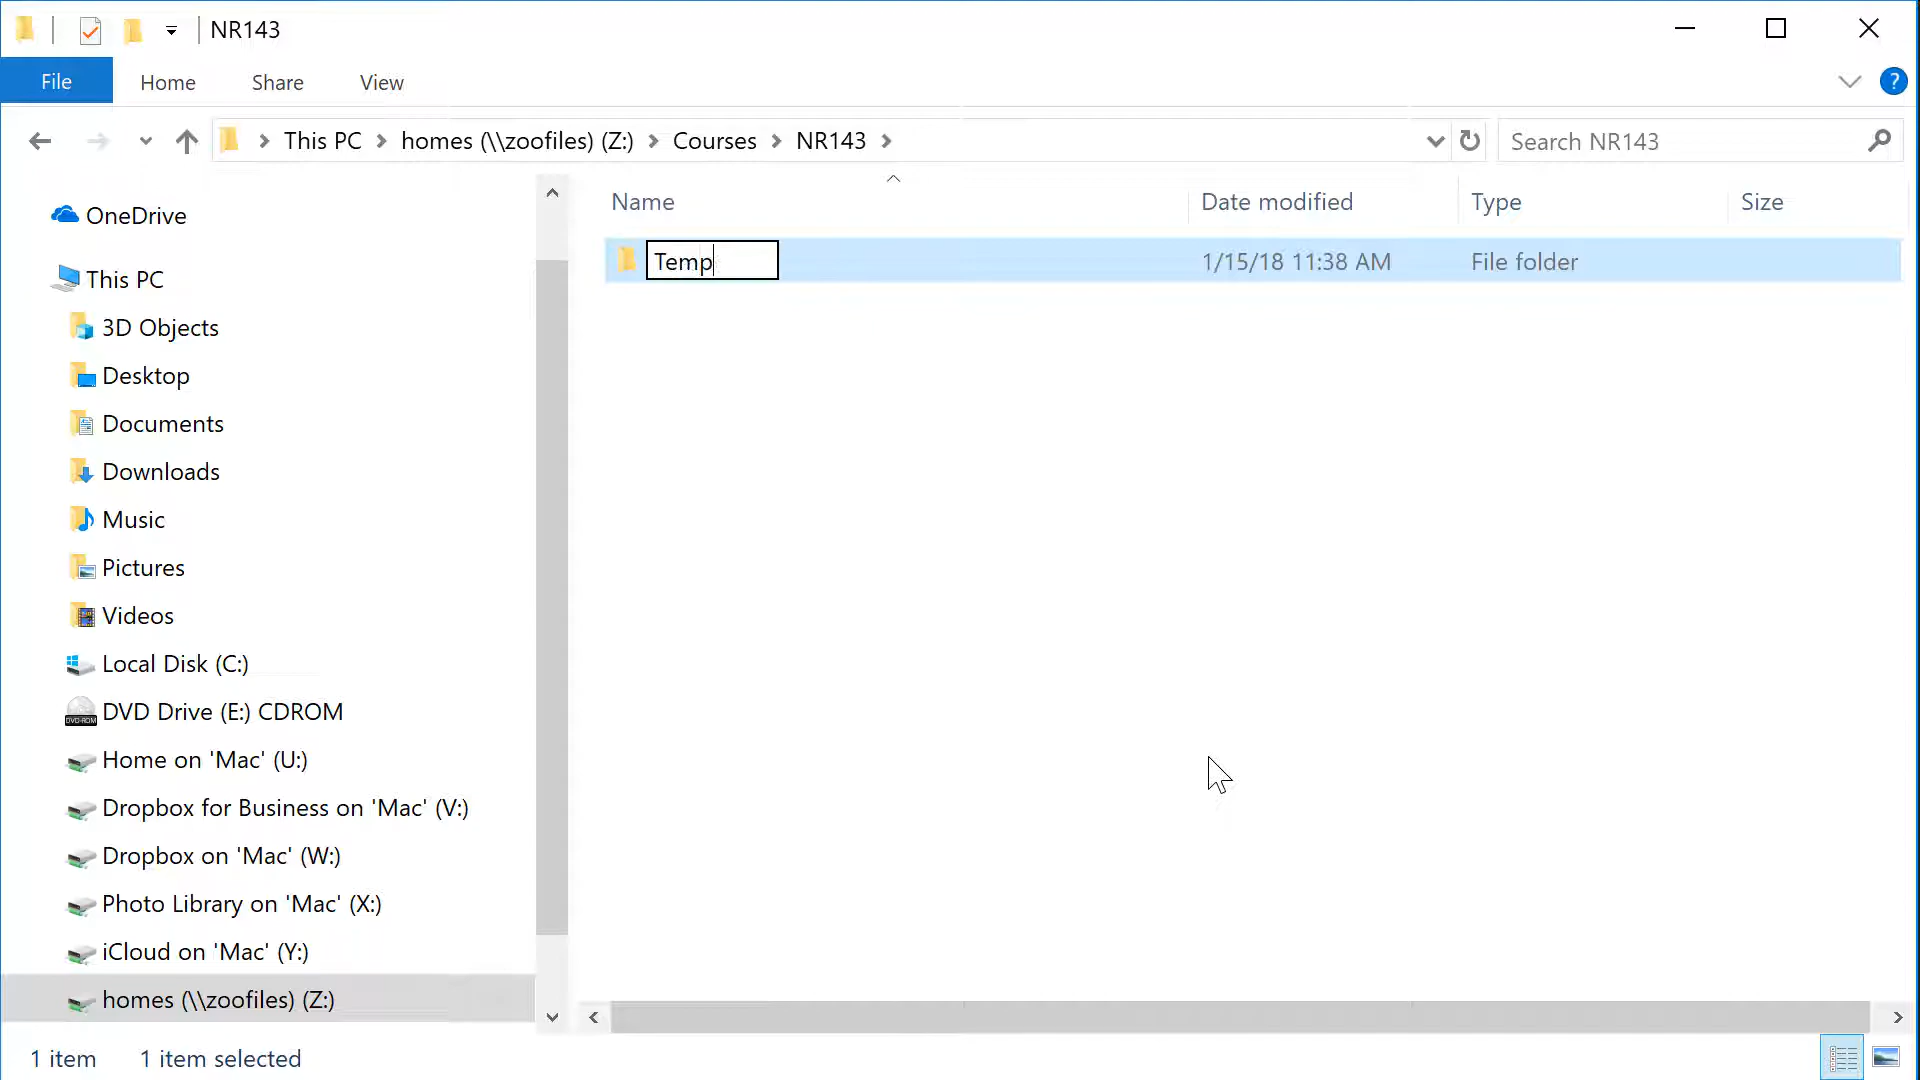 NR143
File Home Share View ?
This PC homes (\\zoofiles) (Z:) Courses NR143
Search NR143
OneDrive
This PC
3D Objects
Desktop
Documents
Downloads
Music
Pictures
Videos
Local Disk (C:)
DVD-ROM DVD Drive (E:) CDROM
Home on 'Mac' (U:)
Dropbox for Business on 'Mac' (V:)
Dropbox on 'Mac' (W:)
Photo Library on 'Mac' (X:)
iCloud on 'Mac' (Y:)
homes (\\zoofiles) (Z:)
Name Date modified Type Size
Temp 1/15/18 11:38 AM File folder
1 item 1 item selected